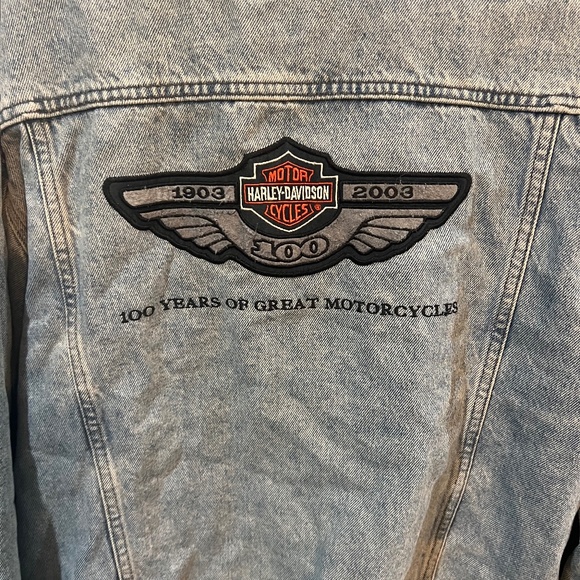 MOTOR
1903 HARLEY-DAVIDSON 2003
CYCLES®
100
100 YEARS OF GREAT MOTORCYCLES